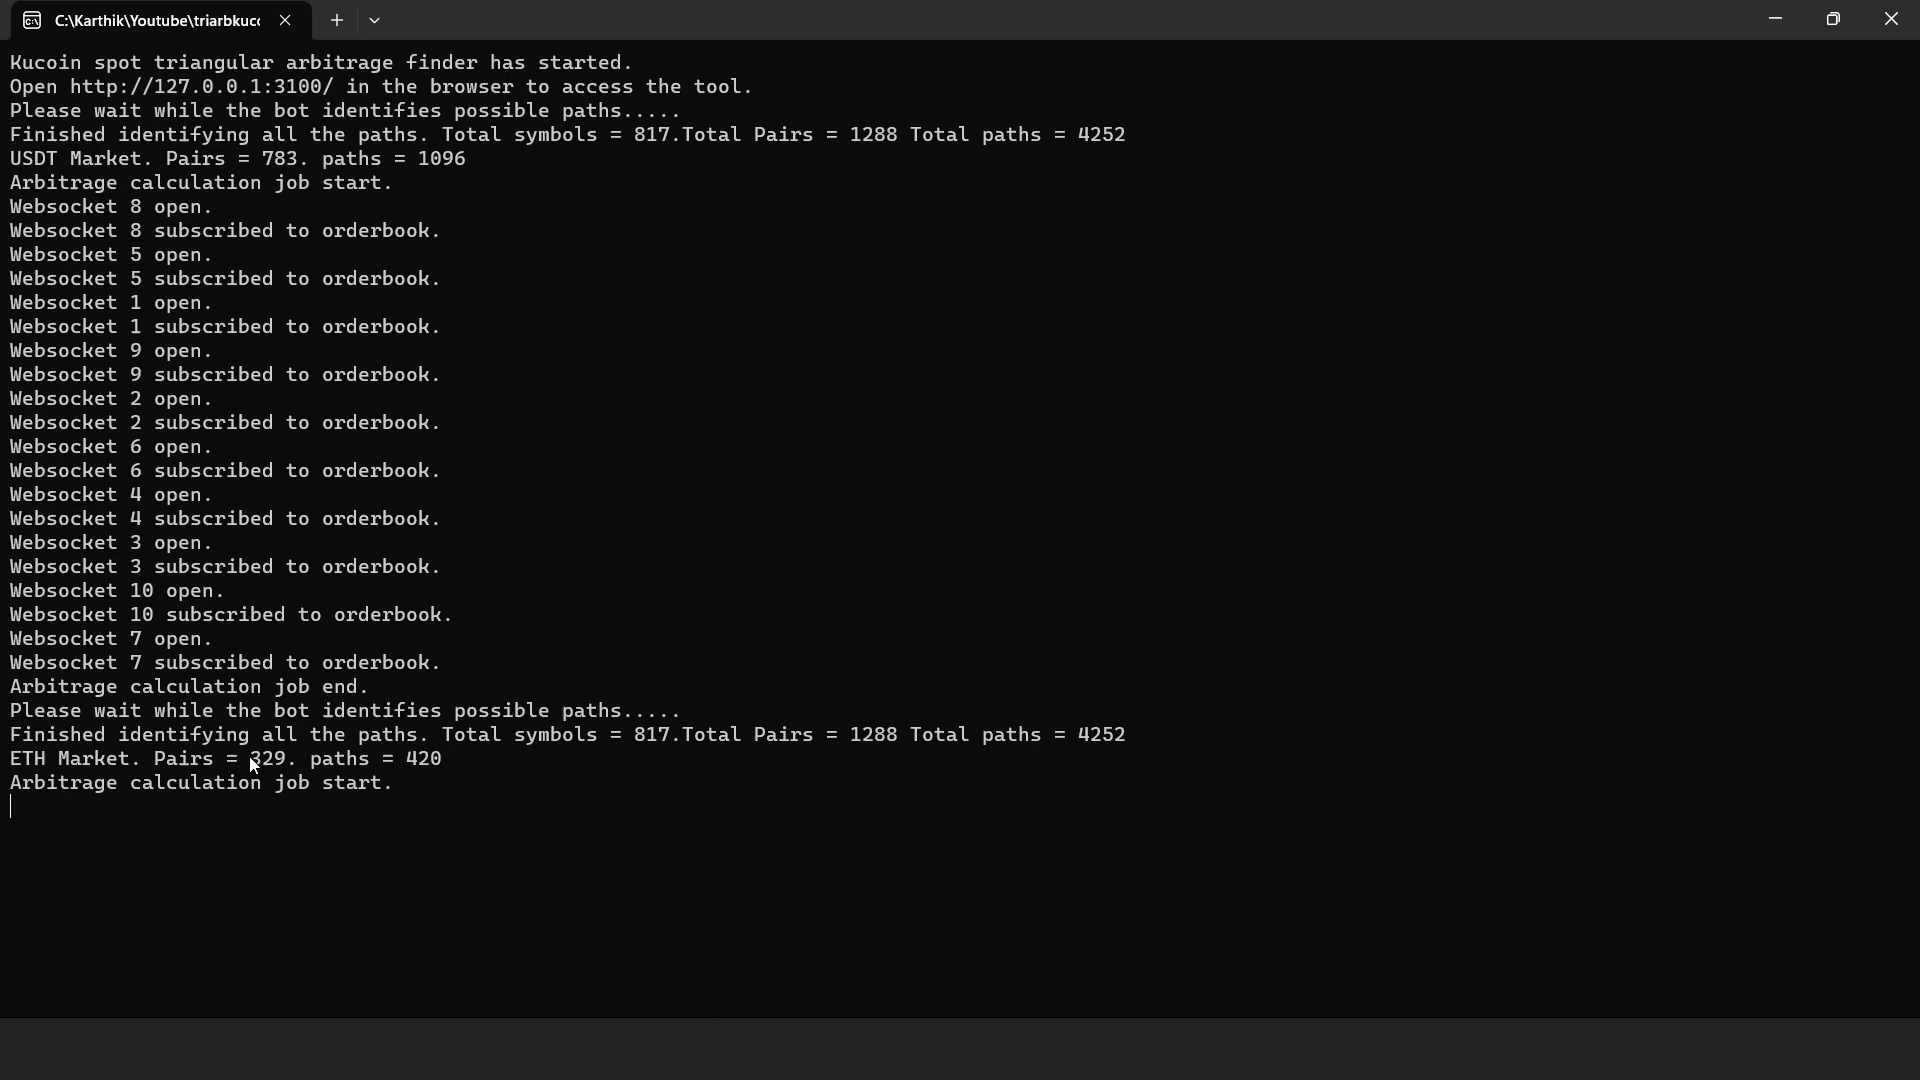 C:\Karthik\Youtube\triarbkuc
Kucoin spot triangular arbitrage finder has started.
Open http://127.0.0.1:3100/ in the browser to access the tool.
Please wait while the bot identifies possible paths.....
Finished identifying all the paths. Total symbols = 817.Total Pairs = 1288 Total paths = 4252
USDT Market. Pairs = 783. paths = 1096
Arbitrage calculation job start.
Websocket 8 open.
Websocket 8 subscribed to orderbook.
Websocket 5 open.
Websocket 5 subscribed to orderbook.
Websocket 1 open.
Websocket 1 subscribed to orderbook.
Websocket 9 open.
Websocket 9 subscribed to orderbook.
Websocket 2 open.
Websocket 2 subscribed to orderbook.
Websocket 6 open.
Websocket 6 subscribed to orderbook.
Websocket 4 open.
Websocket 4 subscribed to orderbook.
Websocket 3 open.
Websocket 3 subscribed to orderbook.
Websocket 10 open.
Websocket 10 subscribed to orderbook.
Websocket 7 open.
Websocket 7 subscribed to orderbook.
Arbitrage calculation job end.
Please wait while the bot identifies possible paths.....
Finished identifying all the paths. Total symbols = 817.Total Pairs = 1288 Total paths = 4252
ETH Market. Pairs = 329. paths = 420
Arbitrage calculation job start.